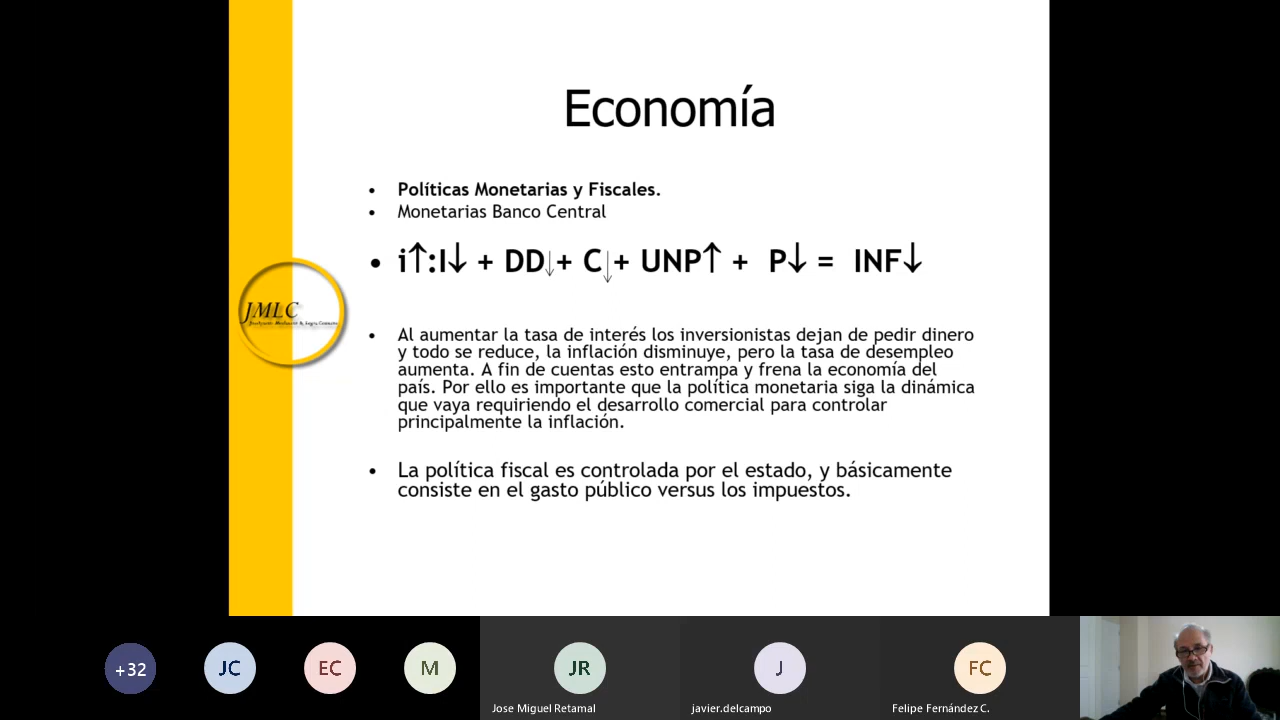 Economía
• Políticas Monetarias y Fiscales.
• Monetarias Banco Central
• i↑:I↓ + DD↓+ C↓+ UNP↑ + P↓ = INF↓
JMLC
• Al aumentar la tasa de interés los inversionistas dejan de pedir dinero
y todo se reduce, la inflación disminuye, pero la tasa de desempleo
aumenta. A fin de cuentas esto entrampa y frena la economía del
país. Por ello es importante que la política monetaria siga la dinámica
que vaya requiriendo el desarrollo comercial para controlar
principalmente la inflación.
• La política fiscal es controlada por el estado, y básicamente
consiste en el gasto público versus los impuestos.
+32
JC
EC
M
JR
J
FC
Jose Miguel Retamal
javier.delcampo
Felipe Fernández C.